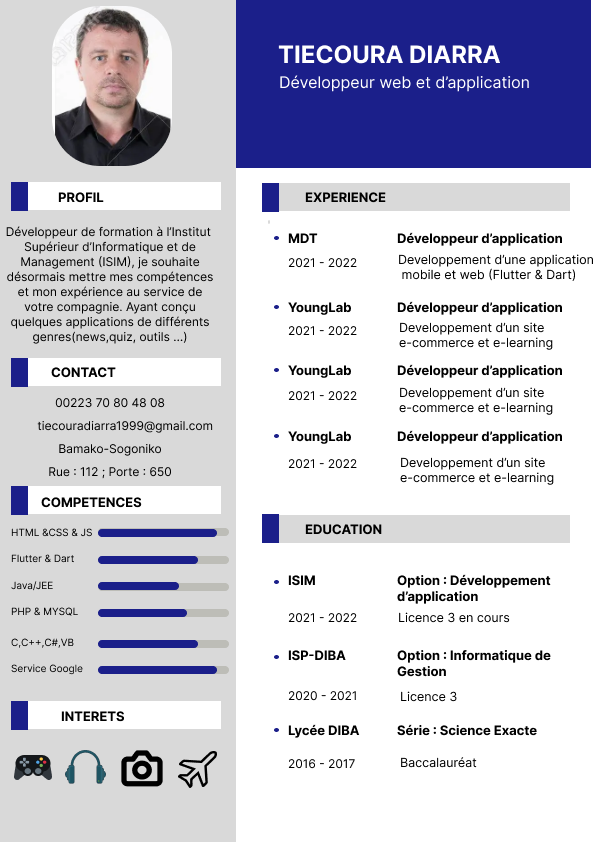 TIECOURA DIARRA
Développeur web et d’application
PROFIL
Développeur de formation à l’Institut
Supérieur d’Informatique et de
Management (ISIM), je souhaite
désormais mettre mes compétences
et mon expérience au service de
votre compagnie. Ayant conçu
quelques applications de différents
genres(news,quiz, outils ...)
CONTACT
00223 70 80 48 08
tiecouradiarra1999@gmail.com
Bamako-Sogoniko
Rue : 112 ; Porte : 650
COMPETENCES
HTML &CSS & JS
Flutter & Dart
Java/JEE
PHP & MYSQL
C,C++,C#,VB
Service Google
INTERETS
EXPERIENCE
MDT Développeur d’application
2021 - 2022 Developpement d’une application
mobile et web (Flutter & Dart)
YoungLab Développeur d’application
2021 - 2022 Developpement d’un site
e-commerce et e-learning
YoungLab Développeur d’application
2021 - 2022 Developpement d’un site
e-commerce et e-learning
YoungLab Développeur d’application
2021 - 2022 Developpement d’un site
e-commerce et e-learning
EDUCATION
ISIM Option : Développement
d’application
2021 - 2022 Licence 3 en cours
ISP-DIBA Option : Informatique de
Gestion
2020 - 2021 Licence 3
Lycée DIBA Série : Science Exacte
2016 - 2017 Baccalauréat